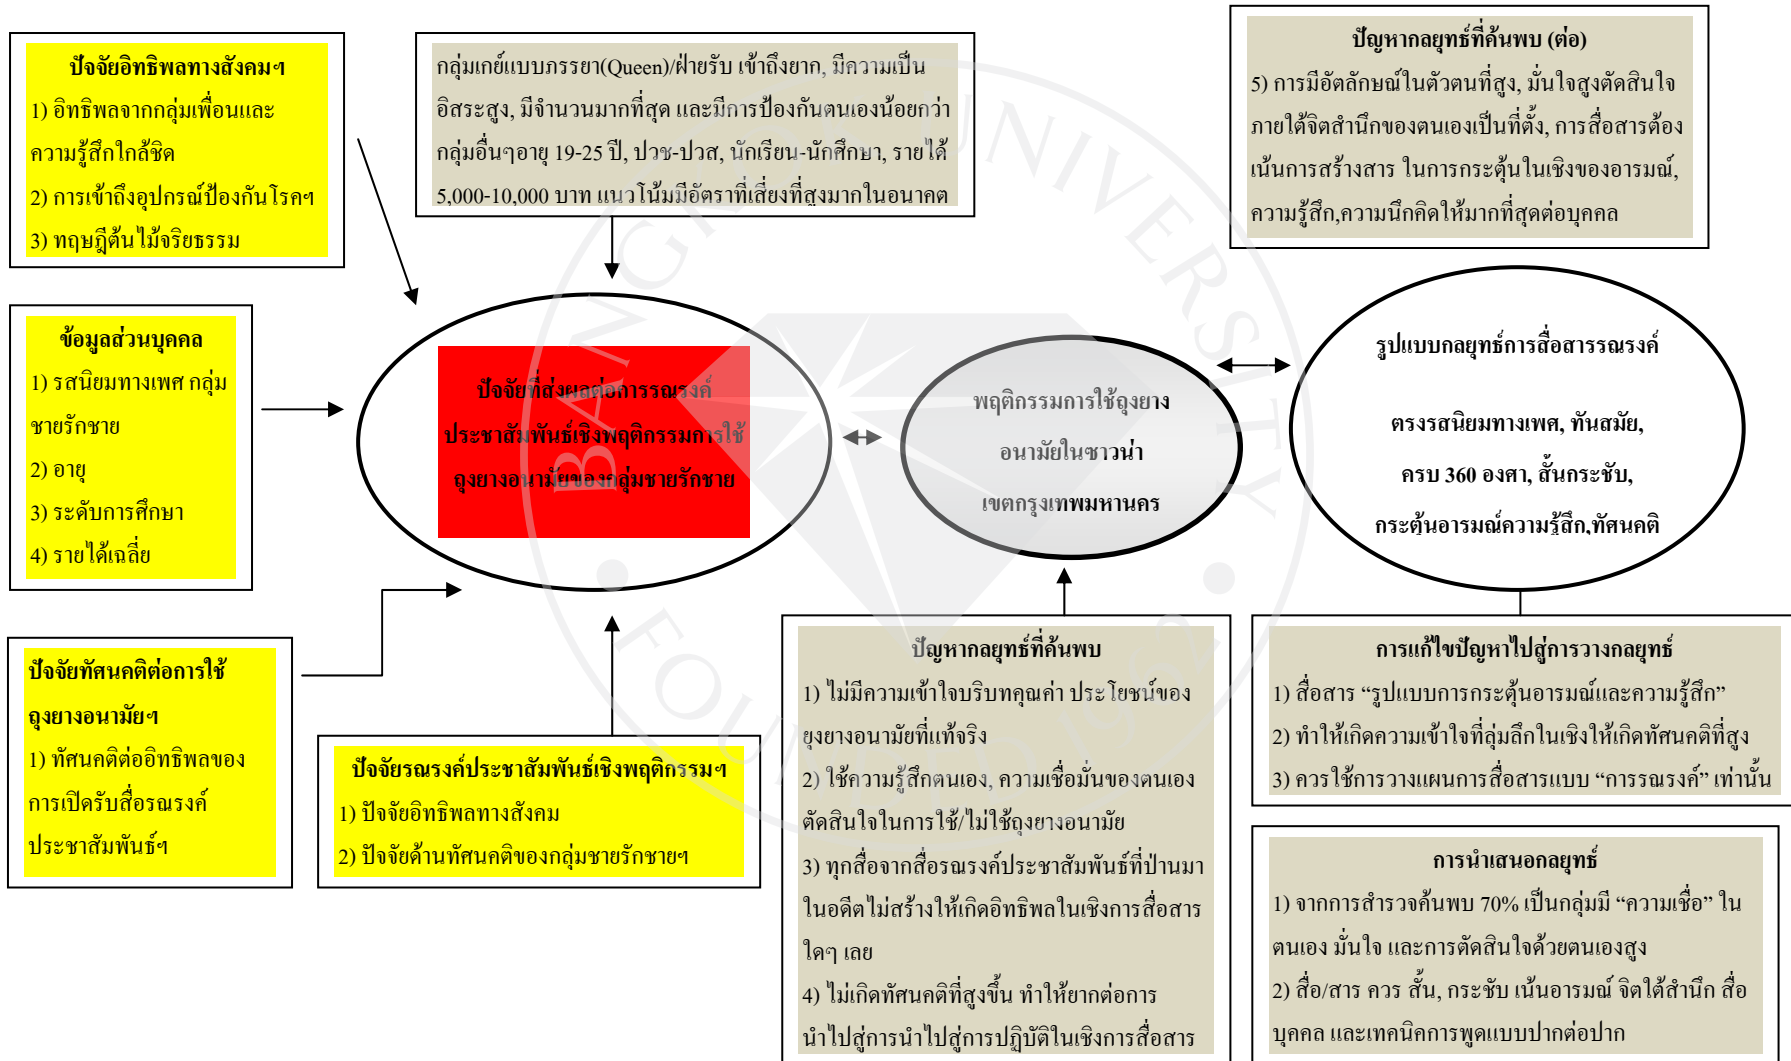 ปัจจัยอิทธิพลทางสังคมฯ
1) อิทธิพลจากกลุ่มเพื่อนและ
ความรู้สึกใกล้ชิด
2) การเข้าถึงอุปกรณ์ป้องกันโรคฯ
3) ทฤษฎีต้นไม้จริยธรรม
กลุ่มเกย์แบบภรรยา(Queen)/ฝ่ายรับ เข้าถึงยาก, มีความเป็น
อิสระสูง, มีจำนวนมากที่สุด และมีการป้องกันตนเองน้อยกว่า
กลุ่มอื่นๆอายุ 19-25 ปี, ปวช-ปวส, นักเรียน-นักศึกษา, รายได้
5,000-10,000 บาท แนวโน้มมีอัตราที่เสี่ยงที่สูงมากในอนาคต
ปัญหากลยุทธ์ที่ค้นพบ (ต่อ)
5) การมีอัตลักษณ์ในตัวตนที่สูง, มั่นใจสูงตัดสินใจ
ภายใต้จิตสำนึกของตนเองเป็นที่ตั้ง, การสื่อสารต้อง
เน้นการสร้างสาร ในการกระตุ้นในเชิงของอารมณ์,
ความรู้สึก,ความนึกคิดให้มากที่สุดต่อบุคคล
ข้อมูลส่วนบุคคล
1) รสนิยมทางเพศ กลุ่ม
ชายรักชาย
2) อายุ
3) ระดับการศึกษา
4) รายได้เฉลี่ย
ปัจจัยที่ส่งผลต่อการรณรงค์
ประชาสัมพันธ์เชิงพฤติกรรมการใช้
ถุงยางอนามัยของกลุ่มชายรักชาย
พฤติกรรมการใช้ถุงยาง
อนามัยในซาวน่า
เขตกรุงเทพมหานคร
รูปแบบกลยุทธ์การสื่อสารรณรงค์
ตรงรสนิยมทางเพศ, ทันสมัย,
ครบ 360 องศา, สั้นกระชับ,
กระตุ้นอารมณ์ความรู้สึก,ทัศนคติ
ปัจจัยทัศนคติต่อการใช้
ถุงยางอนามัยฯ
1) ทัศนคติต่ออิทธิพลของ
การเปิดรับสื่อรณรงค์
ประชาสัมพันธ์ฯ
ปัจจัยรณรงค์ประชาสัมพันธ์เชิงพฤติกรรมฯ
1) ปัจจัยอิทธิพลทางสังคม
2) ปัจจัยด้านทัศนคติของกลุ่มชายรักชายฯ
ปัญหากลยุทธ์ที่ค้นพบ
1) ไม่มีความเข้าใจบริบทคุณค่า ประโยชน์ของ
ยุงยางอนามัยที่แท้จริง
2) ใช้ความรู้สึกตนเอง, ความเชื่อมั่นของตนเอง
ตัดสินใจในการใช้/ไม่ใช้ถุงยางอนามัย
3) ทุกสื่อจากสื่อรณรงค์ประชาสัมพันธ์ที่ป่านมา
ในอดีตไม่สร้างให้เกิดอิทธิพลในเชิงการสื่อสาร
ใดๆ เลย
4) ไม่เกิดทัศนคติที่สูงขึ้น ทำให้ยากต่อการ
นำไปสู่การนำไปสู่การปฏิบัติในเชิงการสื่อสาร
การแก้ไขปัญหาไปสู่การวางกลยุทธ์
1) สื่อสาร “รูปแบบการกระตุ้นอารมณ์และความรู้สึก”
2) ทำให้เกิดความเข้าใจที่ลุ่มลึกในเชิงให้เกิดทัศนคติที่สูง
3) ควรใช้การวางแผนการสื่อสารแบบ “การรณรงค์” เท่านั้น
การนำเสนอกลยุทธ์
1) จากการสำรวจค้นพบ 70% เป็นกลุ่มมี “ความเชื่อ” ใน
ตนเอง มั่นใจ และการตัดสินใจด้วยตนเองสูง
2) สื่อ/สาร ควร สั้น, กระชับ เน้นอารมณ์ จิตใต้สำนึก สื่อ
บุคคล และเทคนิคการพูดแบบปากต่อปาก
BANGKOK UNIVERSITY
FOUNDED 1962